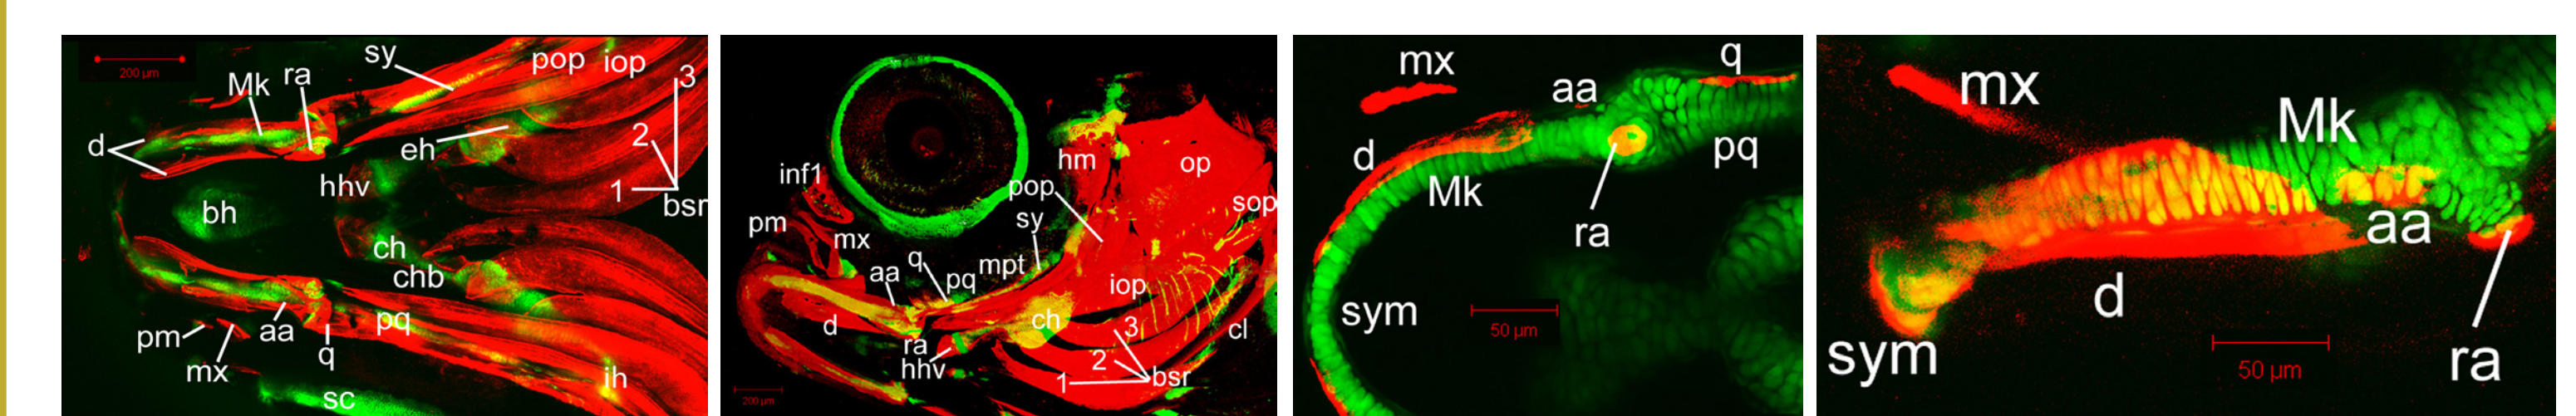 sy
pop
iop
3
200 µm
Mk
ra
2
d
eh
hhv
1
bsr
bh
ch
chb
pm
aa
q
pq
mx
ih
sc
hm
op
inf1
pop
sop
pm
sy
mx
q
mpt
aa
pq
iop
d
ch
3
cl
ra
2
hhv
1
bsr
200 µm
mx
q
aa
d
pq
Mk
ra
sym
50 µm
mx
Mk
aa
d
sym
50 µm
ra